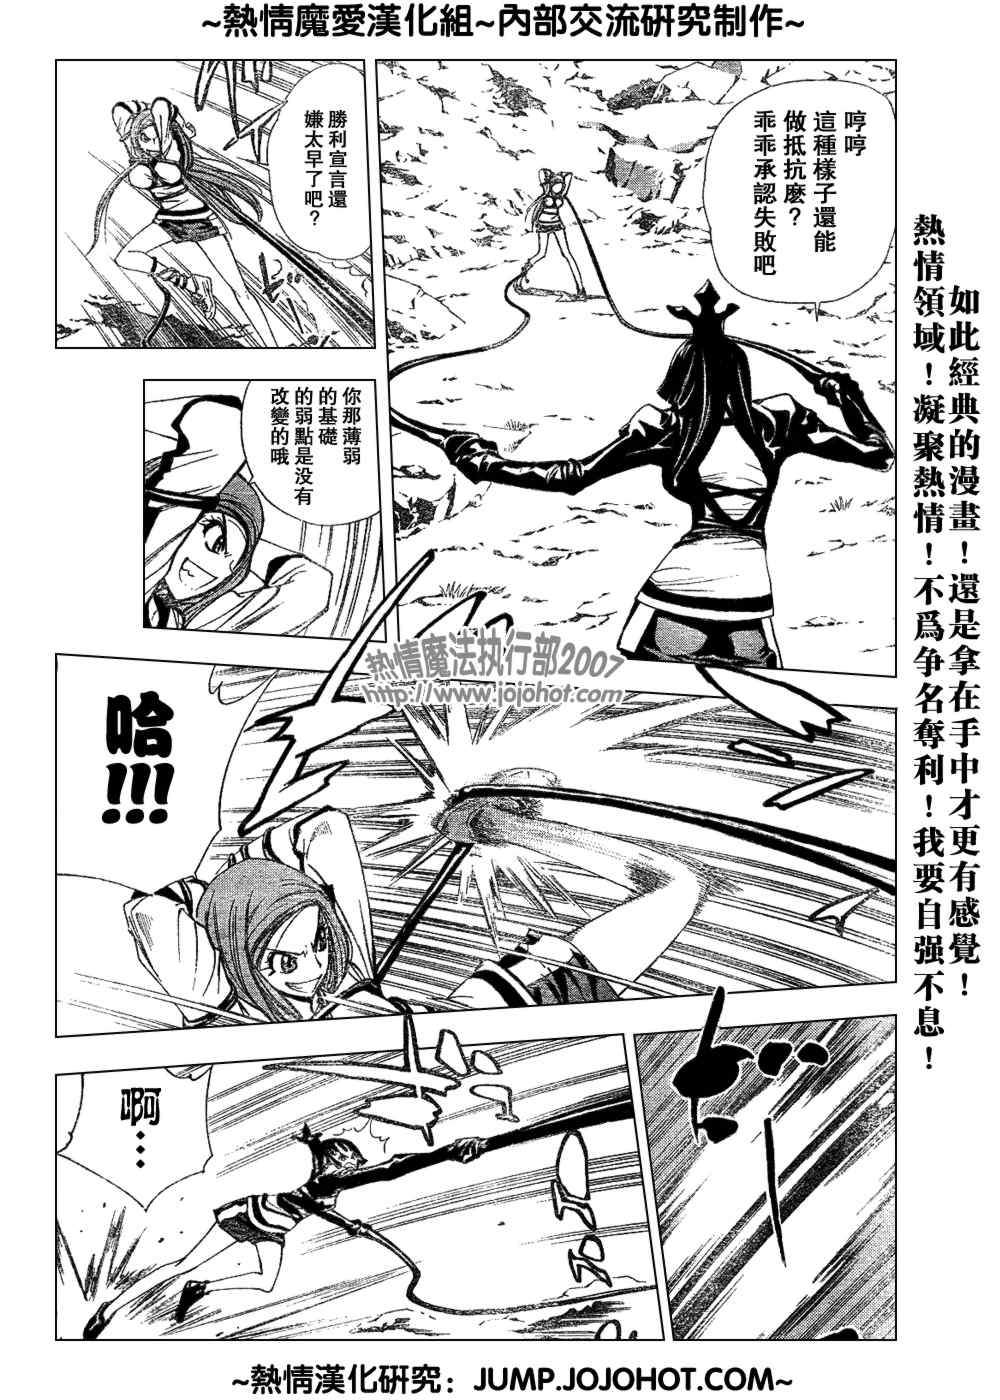 ~熱情魔愛漢化組~內部交流研究制作~
哼哼
這種樣子還能
做抵抗麽？
乖乖承認失敗吧
勝利宣言還
嫌太早了吧？
你那薄弱
的基礎
的弱點是没有
改變的哦
热情魔法执行部2007
http://www.jojohot.com
哈!!!
啊…
如此經典的漫畫！還是拿在手中才更有感覺！
熱情領域！凝聚熱情！不爲争名奪利！我要自强不息！
~熱情漢化研究：JUMP.JOJOHOT.COM~